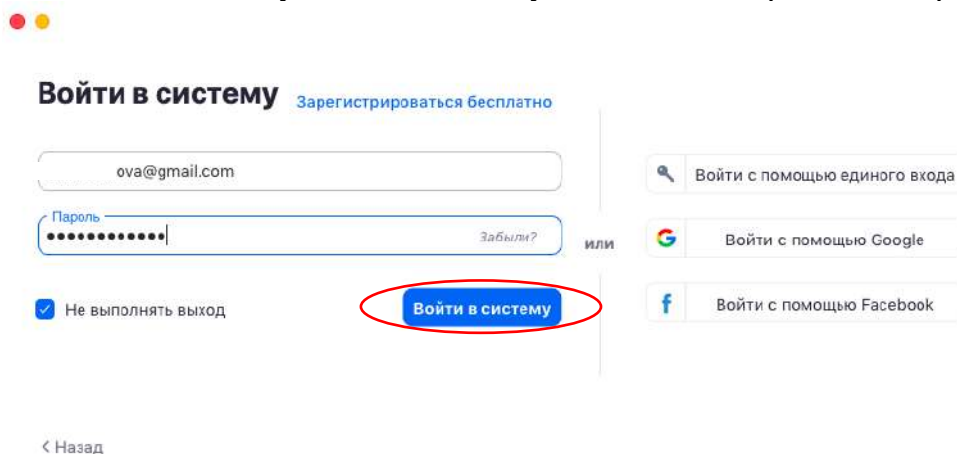 Войти в систему Зарегистрироваться бесплатно
ova@gmail.com
Пароль
•••••••••••• Забыли?
Не выполнять выход
Войти в систему
или
Войти с помощью единого входа
Войти с помощью Google
Войти с помощью Facebook
< Назад